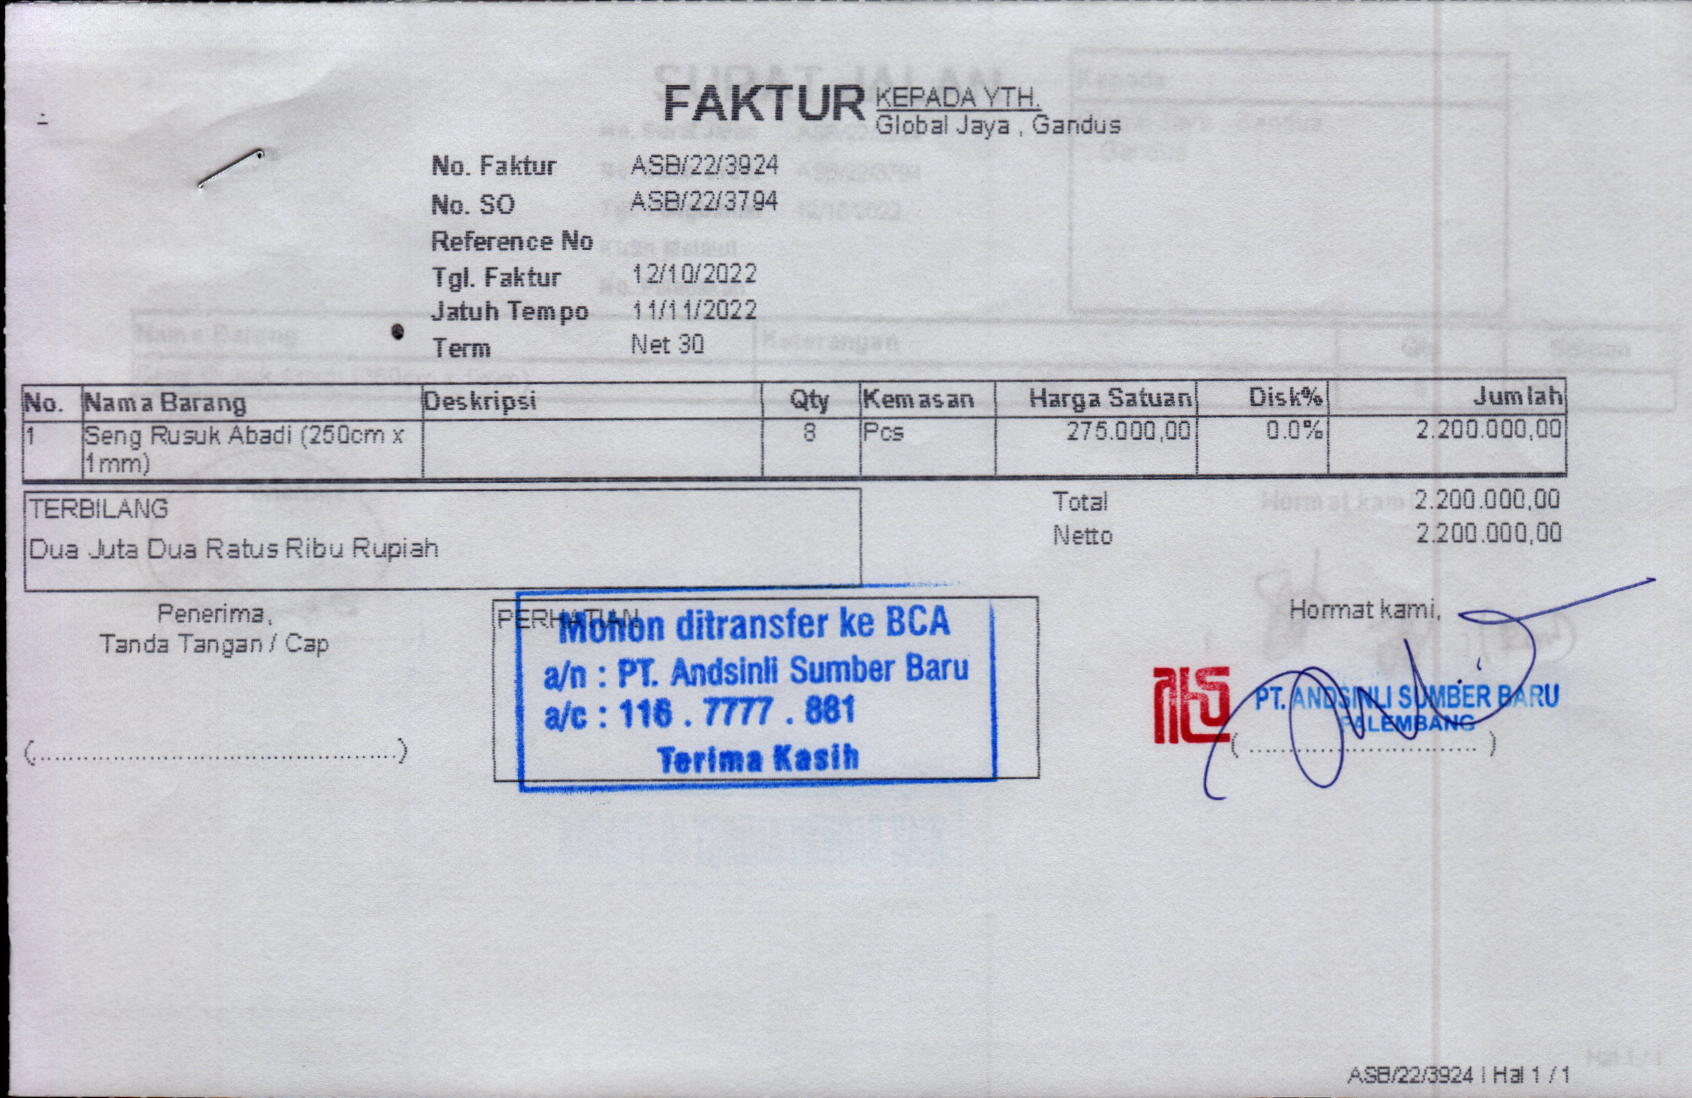 FAKTUR
KEPADA YTH.
Global Jaya , Gandus
No. Faktur ASB/22/3924
No. SO ASB/22/3794
Reference No
Tgl. Faktur 12/10/2022
Jatuh Tempo 11/11/2022
Term Net 30
No. Nama Barang Deskripsi Qty Kemasan Harga Satuan Disk% Jumlah
1 Seng Rusuk Abadi (250cm x 8 Pcs 275.000,00 0.0% 2.200.000,00
1mm)
TERBILANG
Dua Juta Dua Ratus Ribu Rupiah
Total 2.200.000,00
Netto 2.200.000,00
Penerima,
Tanda Tangan / Cap
(............................................)
PERHATIAN
Mohon ditransfer ke BCA
a/n : PT. Andsinli Sumber Baru
a/c : 116 . 7777 . 881
Terima Kasih
Hormat kami,
PT. ANDSINLI SUMBER BARU
PALEMBANG
( ............................ )
ASB/22/3924 | Hal 1 / 1